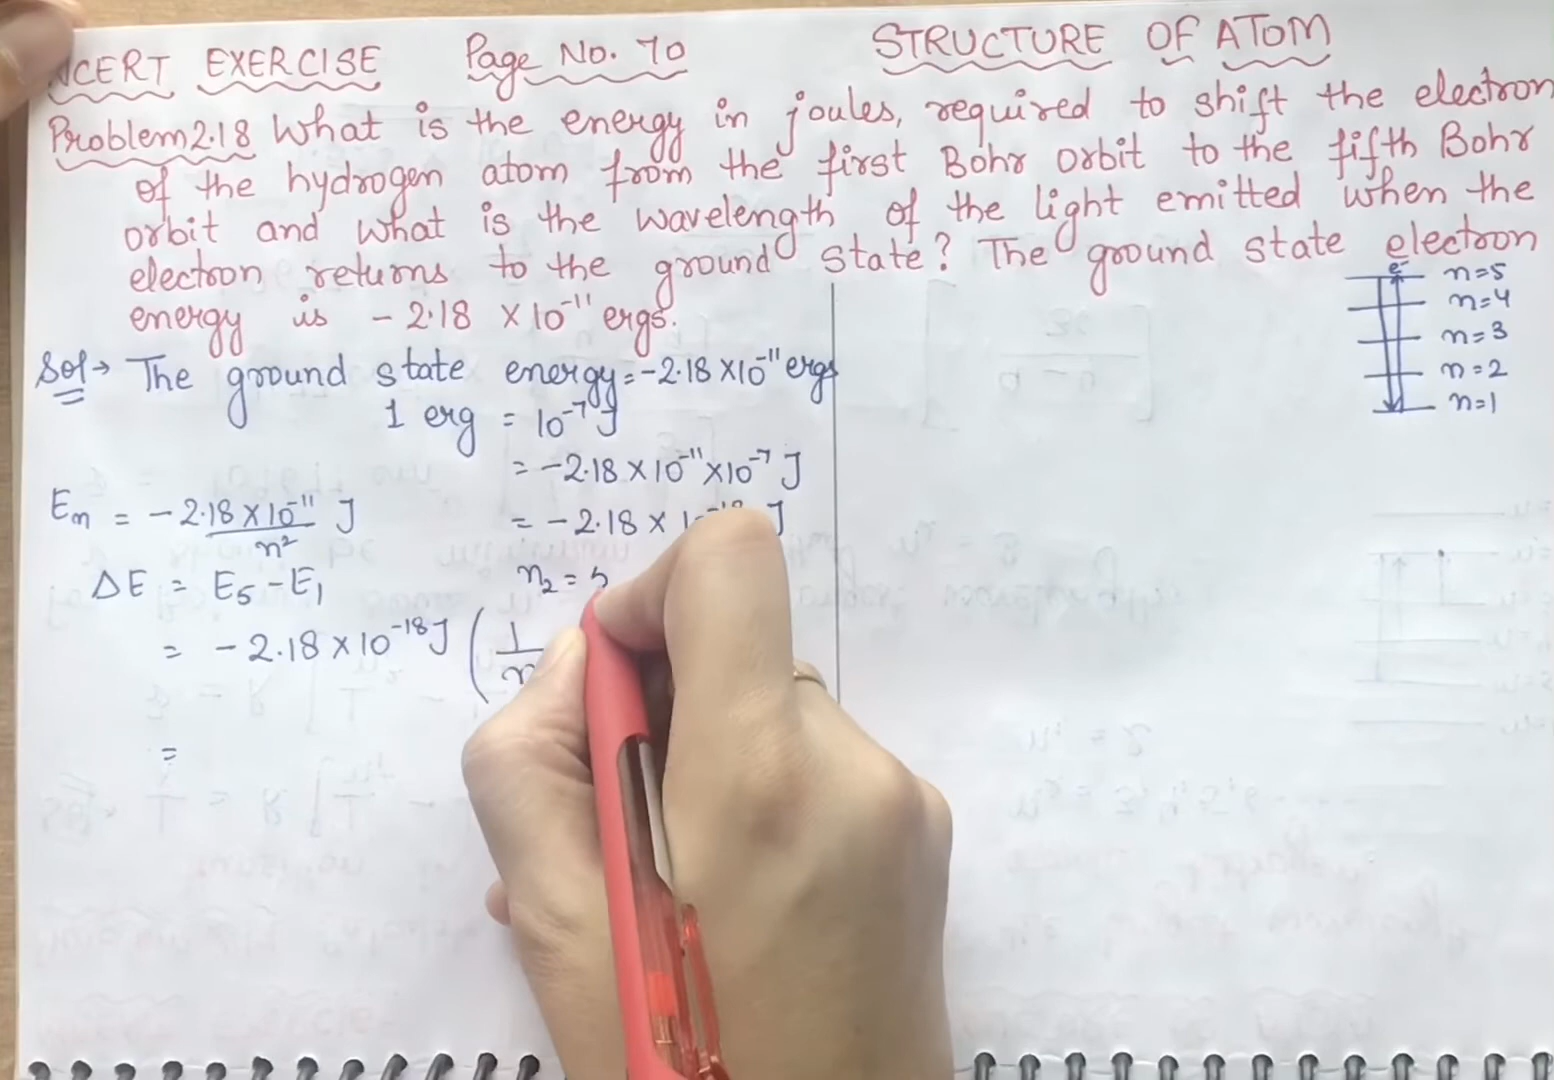 NCERT EXERCISE Page No. 70 STRUCTURE OF ATOM
Problem 2.18 What is the energy in joules, required to shift the electron
of the hydrogen atom from the first Bohr orbit to the fifth Bohr
orbit and what is the wavelength of the light emitted when the
electron returns to the ground state? The ground state electron
energy is - 2.18 × 10⁻¹¹ ergs.
e⁻ n=5
n=4
n=3
n=2
n=1
Sol→ The ground state energy = -2.18 × 10⁻¹¹ ergs
1 erg = 10⁻⁷ J
= -2.18 × 10⁻¹¹ × 10⁻⁷ J
Eₙ = - 2.18 × 10⁻¹¹ / n² J
= - 2.18 × J
ΔE = E₅ - E₁
n₂ = 5
= - 2.18 × 10⁻¹⁸ J ( 1 / n
=